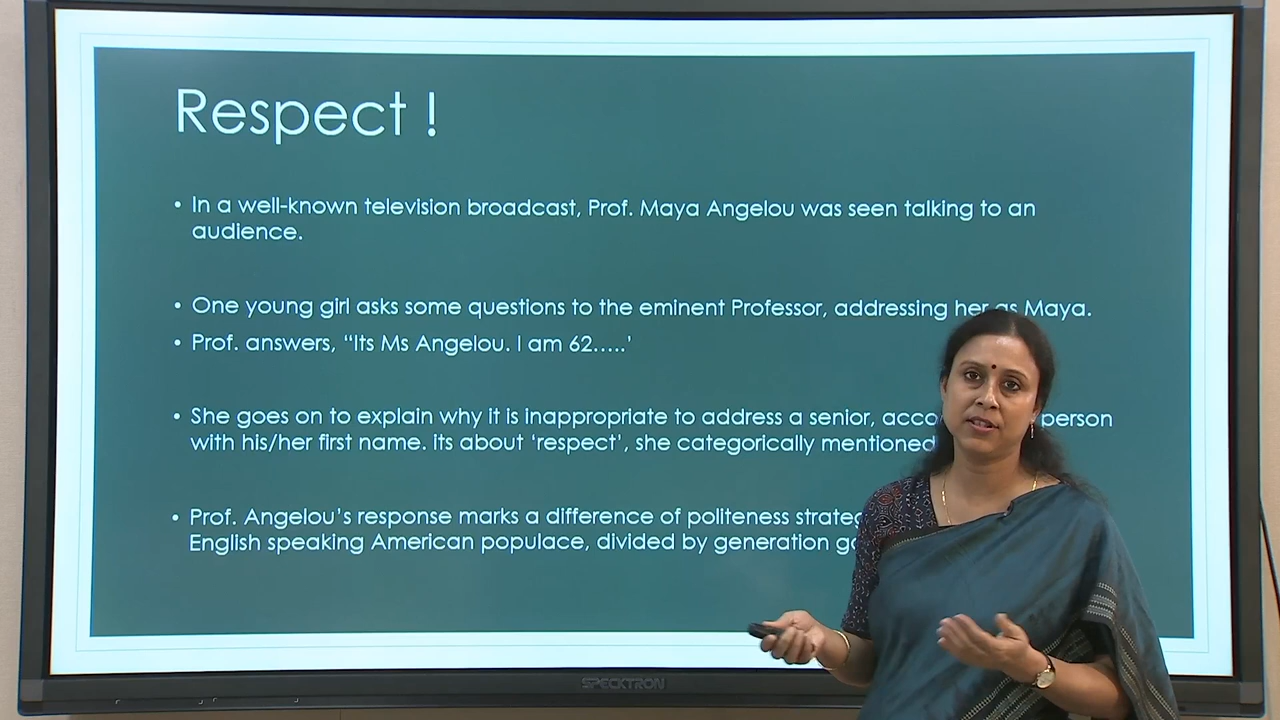 Respect !
• In a well-known television broadcast, Prof. Maya Angelou was seen talking to an
audience.
• One young girl asks some questions to the eminent Professor, addressing her as Maya.
• Prof. answers, “Its Ms Angelou. I am 62…..’
• She goes on to explain why it is inappropriate to address a senior, person
with his/her first name. its about ‘respect’, she categorically mentioned
• Prof. Angelou’s response marks a difference of politeness
English speaking American populace, divided by generation
SPECKTRON